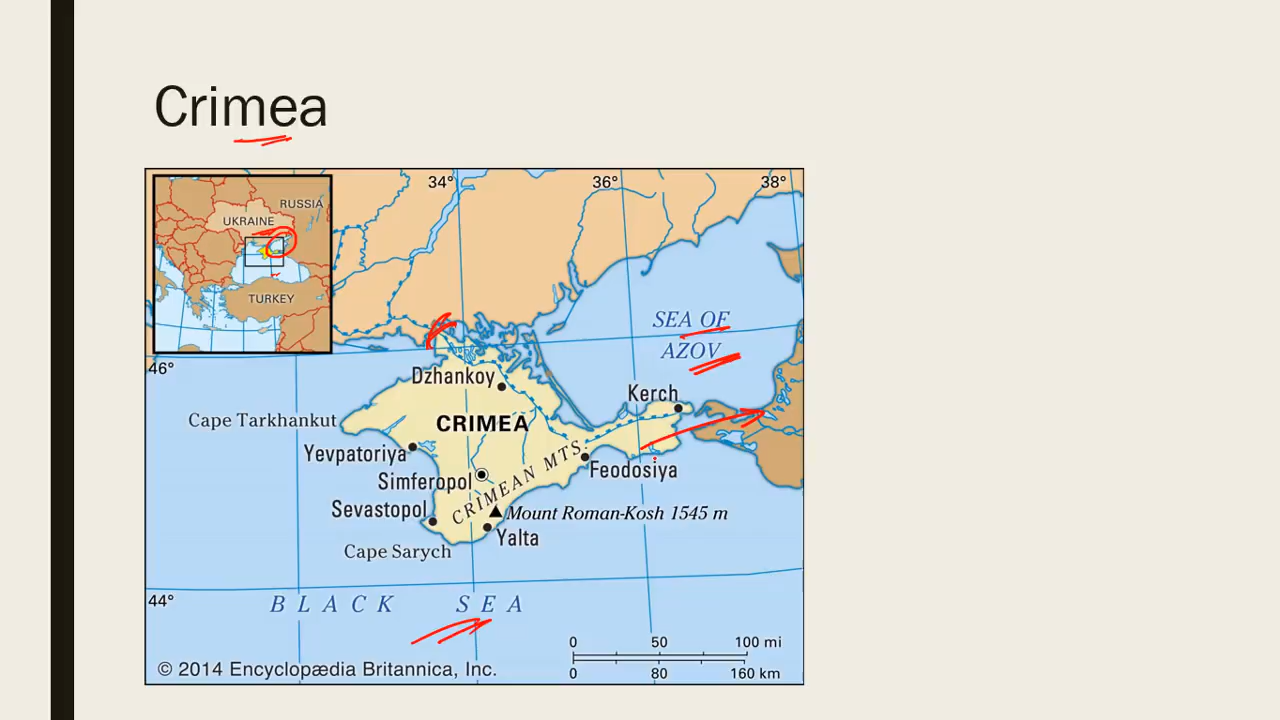 Crimea
34°
36°
38°
RUSSIA
UKRAINE
TURKEY
SEA OF
AZOV
46°
Dzhankoy
Kerch
Cape Tarkhankut
CRIMEA
Yevpatoriya
CRIMEAN MTS.
Feodosiya
Simferopol
Sevastopol
Mount Roman-Kosh 1545 m
Yalta
Cape Sarych
44°
BLACK SEA
0 50 100 mi
0 80 160 km
© 2014 Encyclopædia Britannica, Inc.